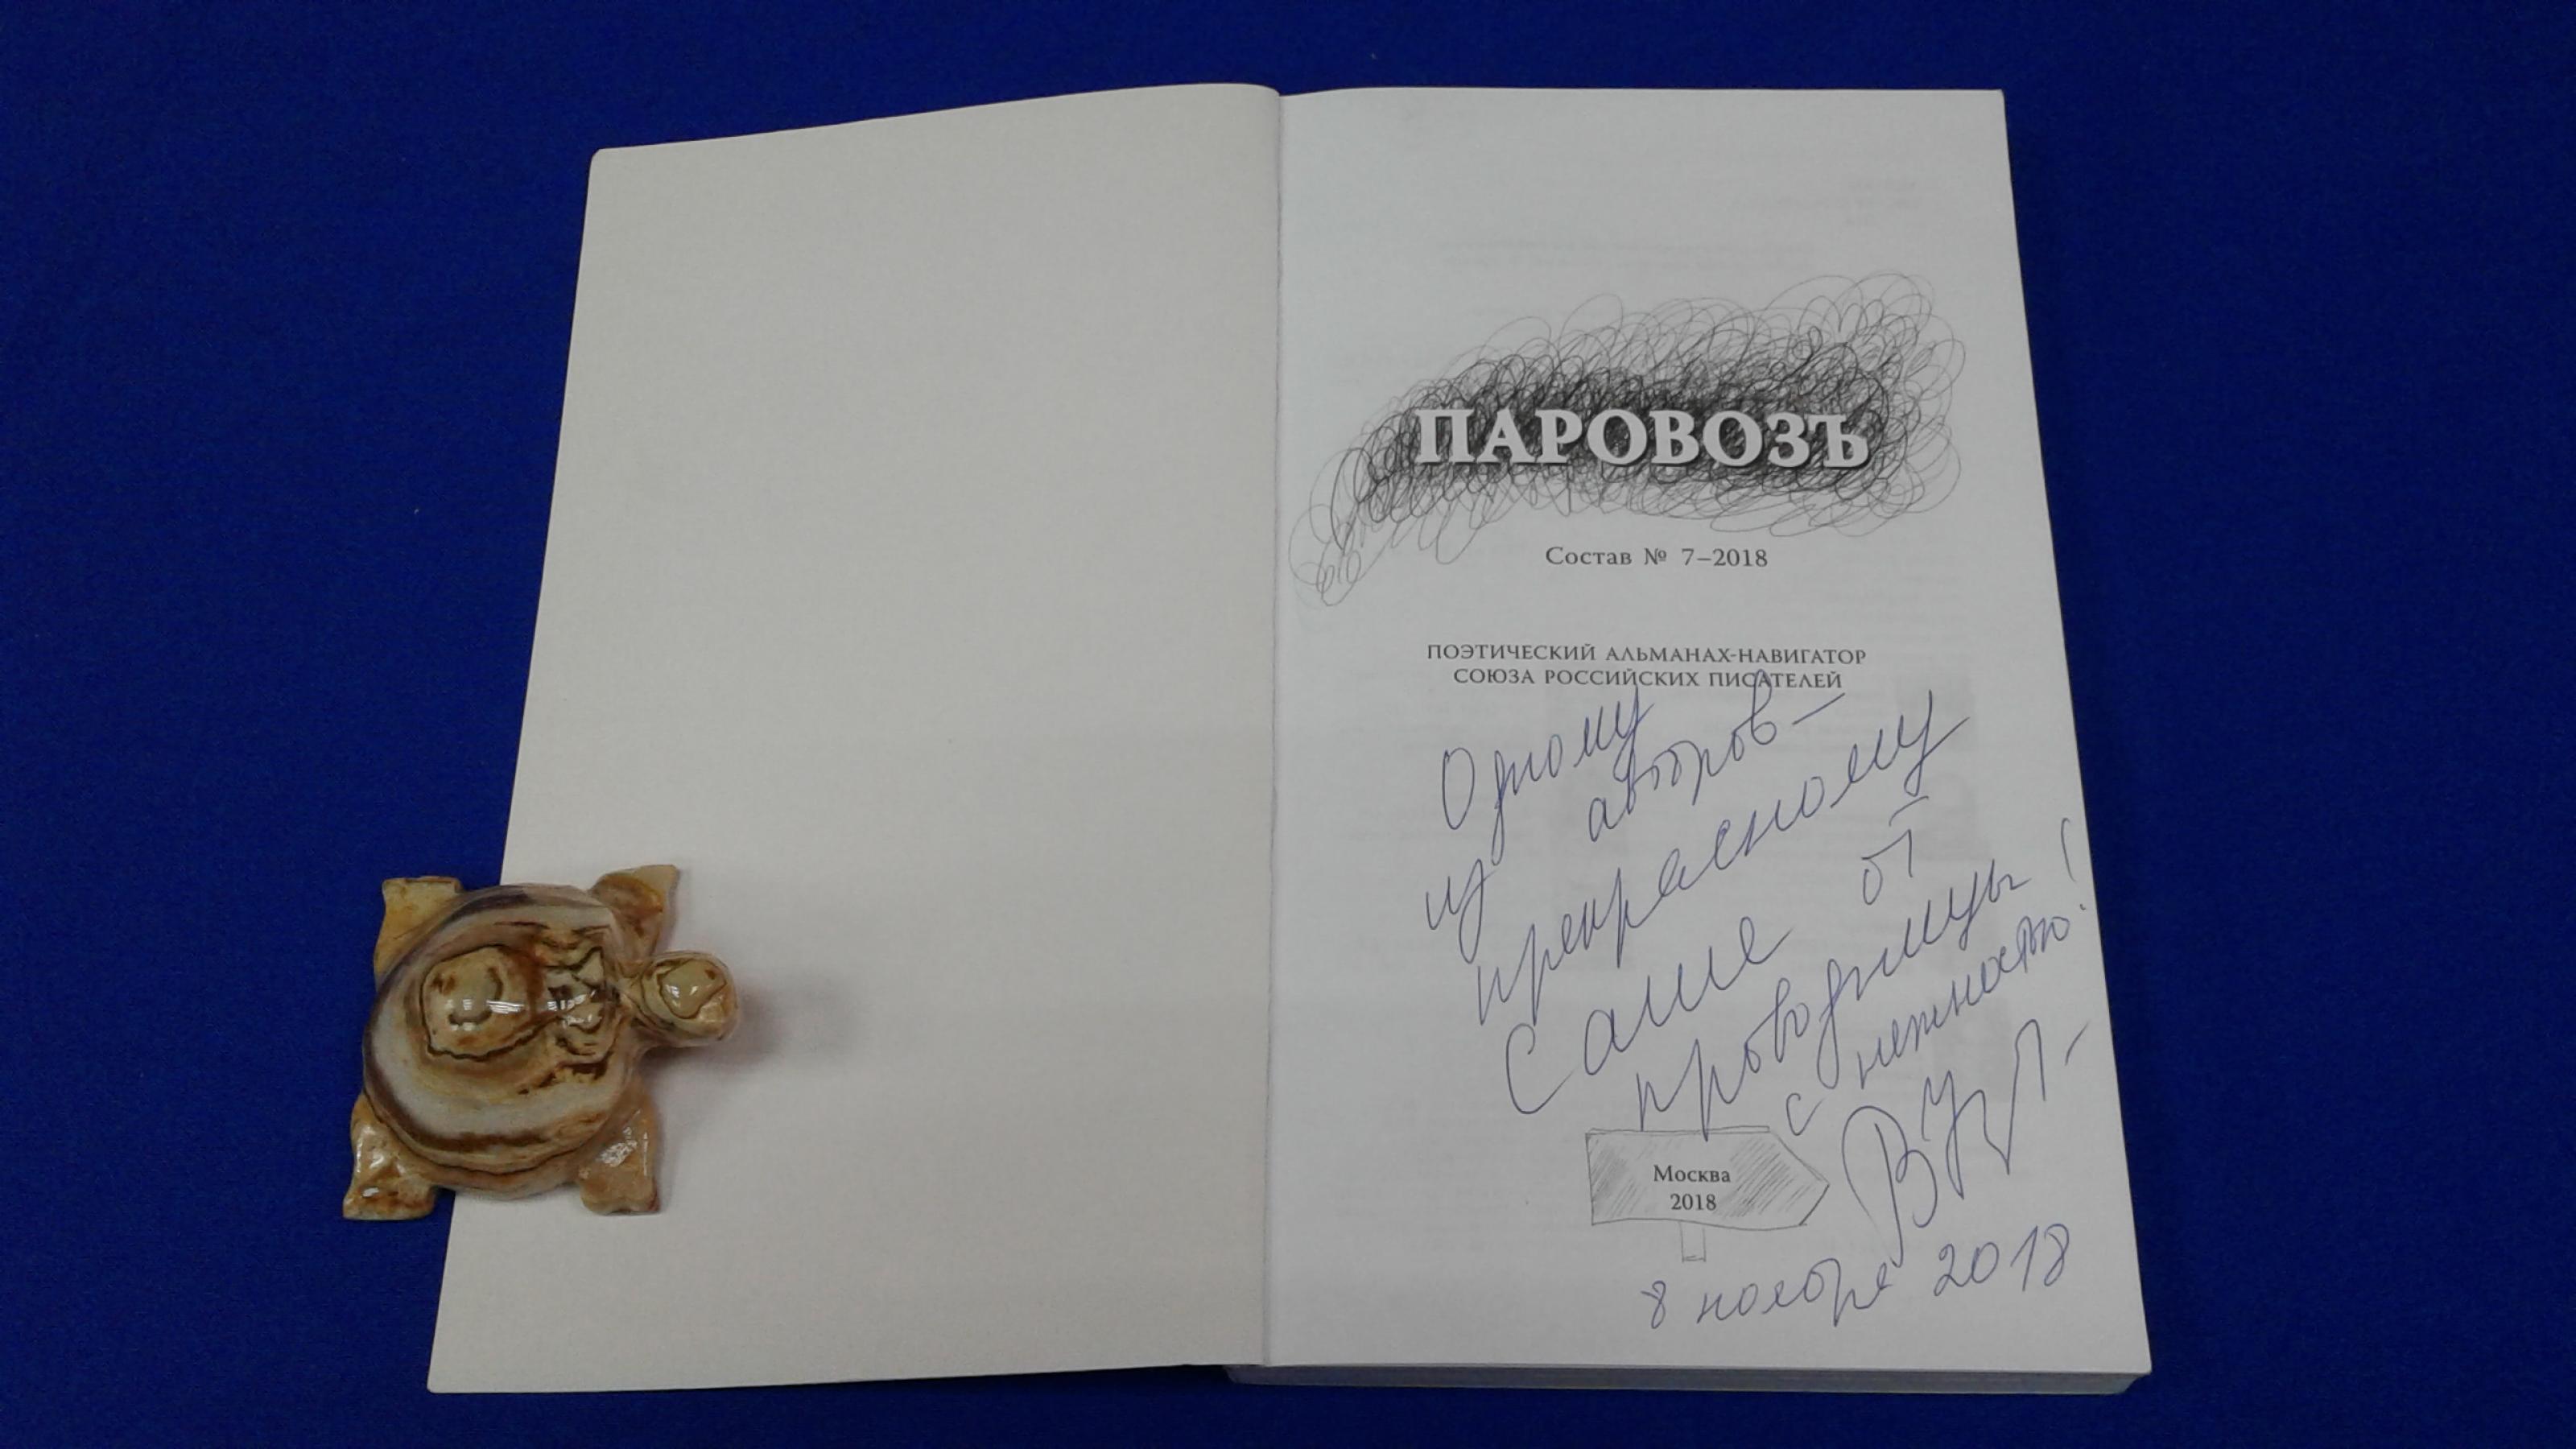 ПАРОВОЗЪ
Состав № 7–2018
ПОЭТИЧЕСКИЙ АЛЬМАНАХ-НАВИГАТОР
СОЮЗА РОССИЙСКИХ ПИСАТЕЛЕЙ
Одному
из авторов –
прекрасному
Саше от
проводницы!
с нежностью!
Москва
2018
8 ноября 2018